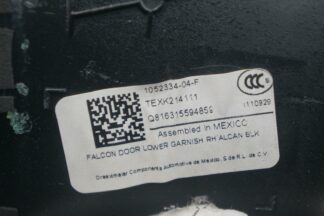 1052334-04-F
TEXK214111
Q816315594859
I110929
Assembled in MEXICO
FALCON DOOR LOWER GARNISH RH ALCAN BLK
Draexlmaier Components Automotive de Mexico, S de R.L. de C.V.